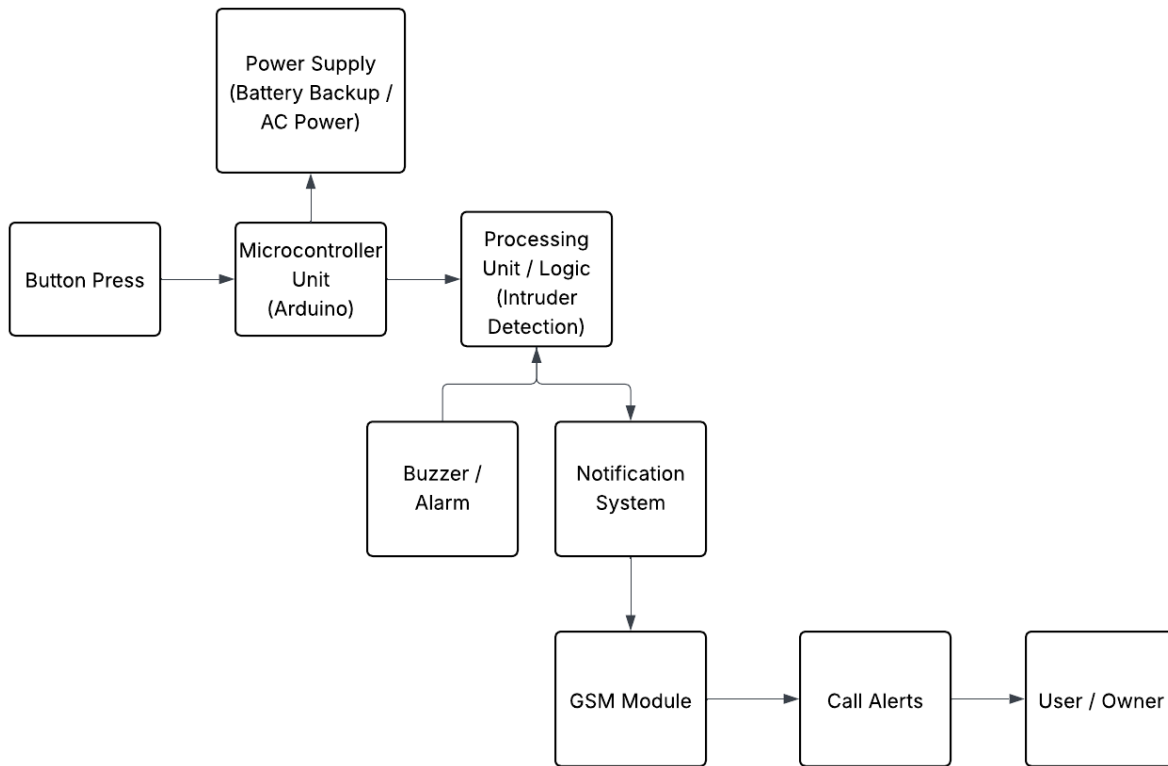 Power Supply
(Battery Backup /
AC Power)
Button Press
Microcontroller
Unit
(Arduino)
Processing
Unit / Logic
(Intruder
Detection)
Buzzer /
Alarm
Notification
System
GSM Module
Call Alerts
User / Owner